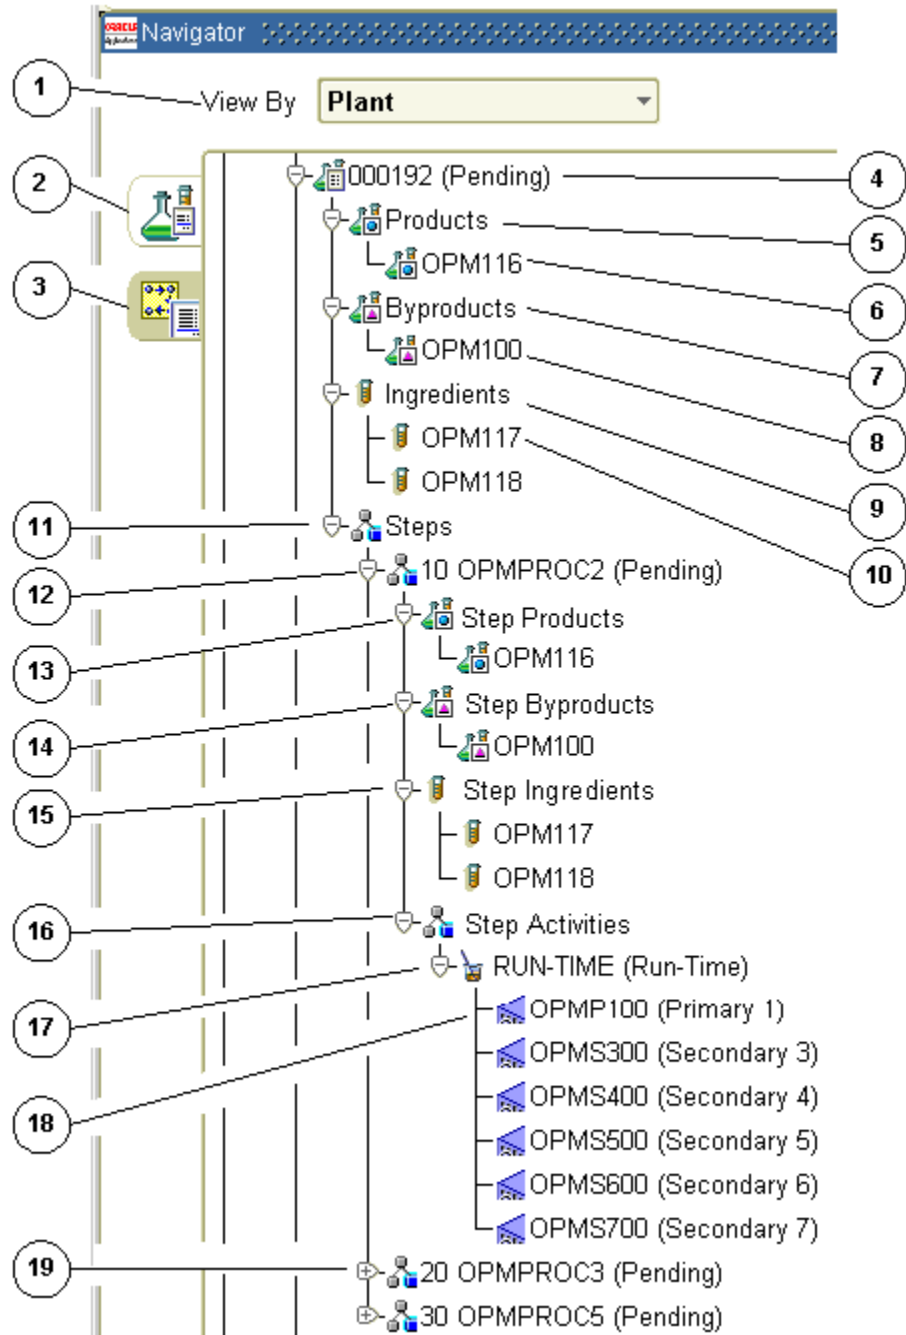 ORACLE Navigator
1
View By Plant
2
000192 (Pending) 4
Products 5
3
OPM116 6
Byproducts 7
OPM100 8
Ingredients 9
OPM117 10
OPM118
11 Steps
12 10 OPMPROC2 (Pending)
13 Step Products
OPM116
14 Step Byproducts
OPM100
15 Step Ingredients
OPM117
OPM118
16 Step Activities
17 RUN-TIME (Run-Time)
18 OPMP100 (Primary 1)
OPMS300 (Secondary 3)
OPMS400 (Secondary 4)
OPMS500 (Secondary 5)
OPMS600 (Secondary 6)
OPMS700 (Secondary 7)
19 20 OPMPROC3 (Pending)
30 OPMPROC5 (Pending)